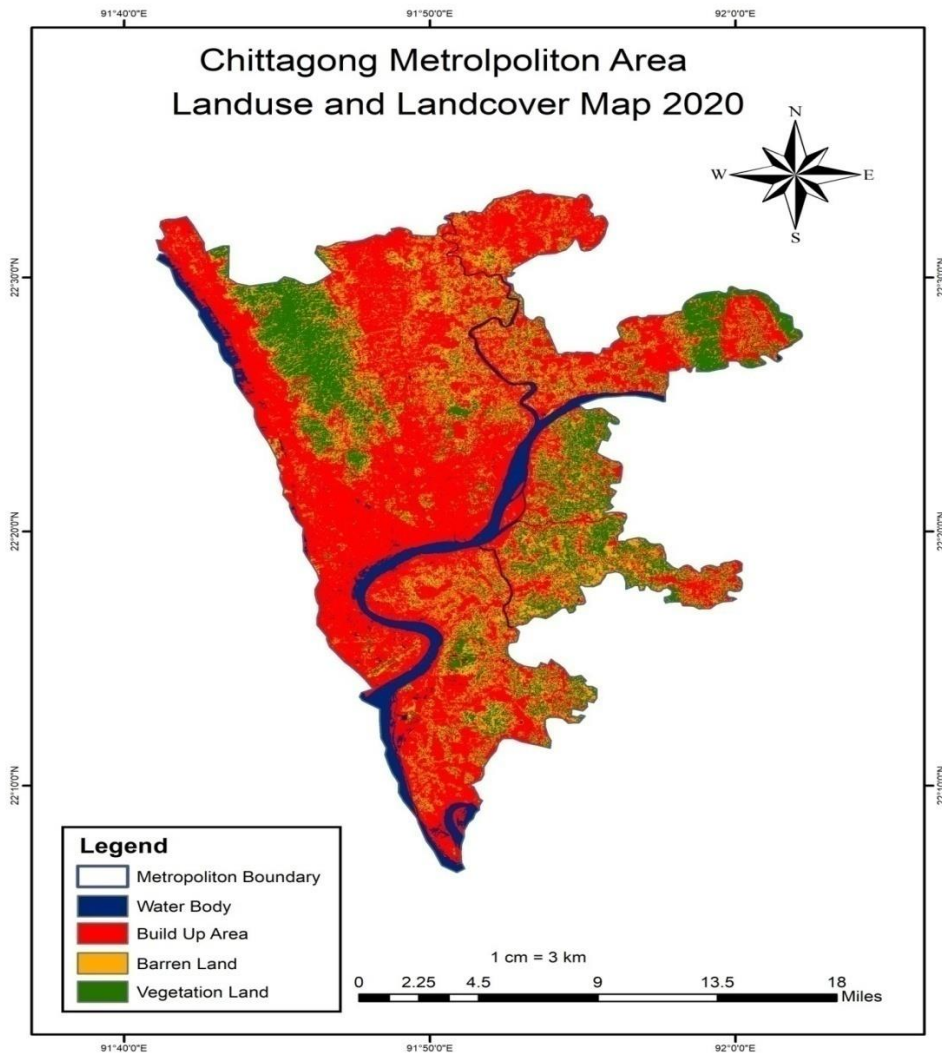 91°40'0"E 91°50'0"E 92°0'0"E
Chittagong Metrolpoliton Area
Landuse and Landcover Map 2020
N
W E
S
22°30'0"N
22°20'0"N
22°20'0"N
22°10'0"N
Legend
Metropoliton Boundary
Water Body
Build Up Area
Barren Land
Vegetation Land
1 cm = 3 km
0 2.25 4.5 9 13.5 18
Miles
91°40'0"E 91°50'0"E 92°0'0"E